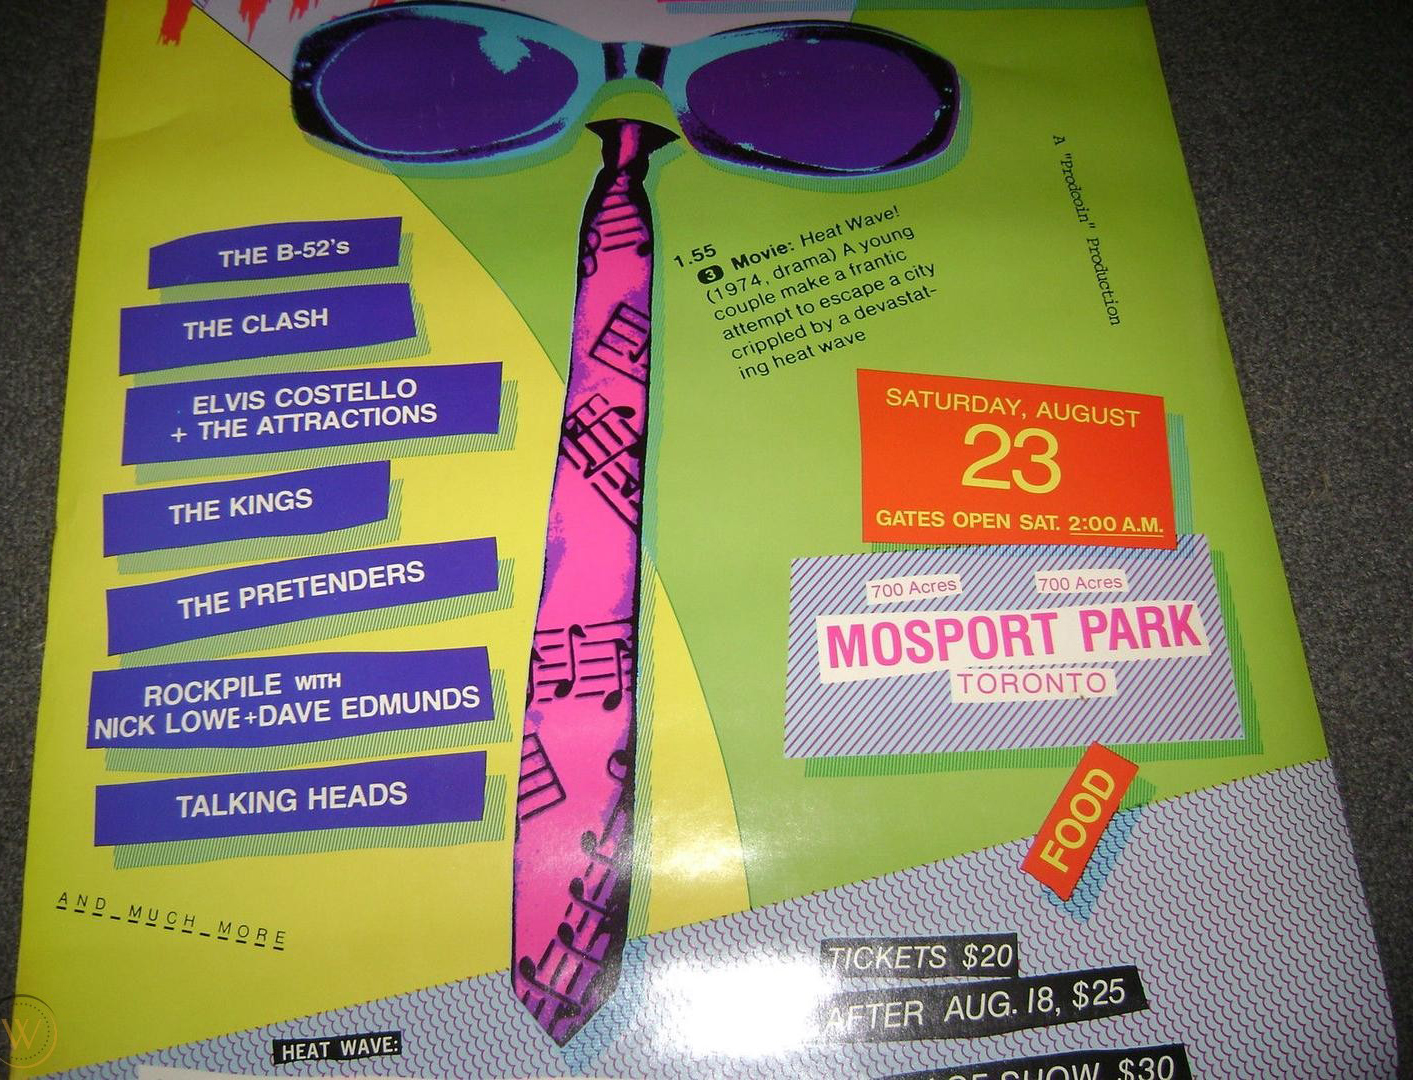 THE B-52's
THE CLASH
ELVIS COSTELLO
+ THE ATTRACTIONS
THE KINGS
THE PRETENDERS
ROCKPILE WITH
NICK LOWE+DAVE EDMUNDS
TALKING HEADS
AND MUCH MORE
1.55
3 Movie: Heat Wave!
(1974, drama) A young
couple make a frantic
attempt to escape a city
crippled by a devastat-
ing heat wave
A "Prodcoin" Production
SATURDAY, AUGUST
23
GATES OPEN SAT. 2:00 A.M.
700 Acres 700 Acres
MOSPORT PARK
TORONTO
FOOD
TICKETS $20
AFTER AUG. 18, $25
SHOW $30
HEAT WAVE:
W